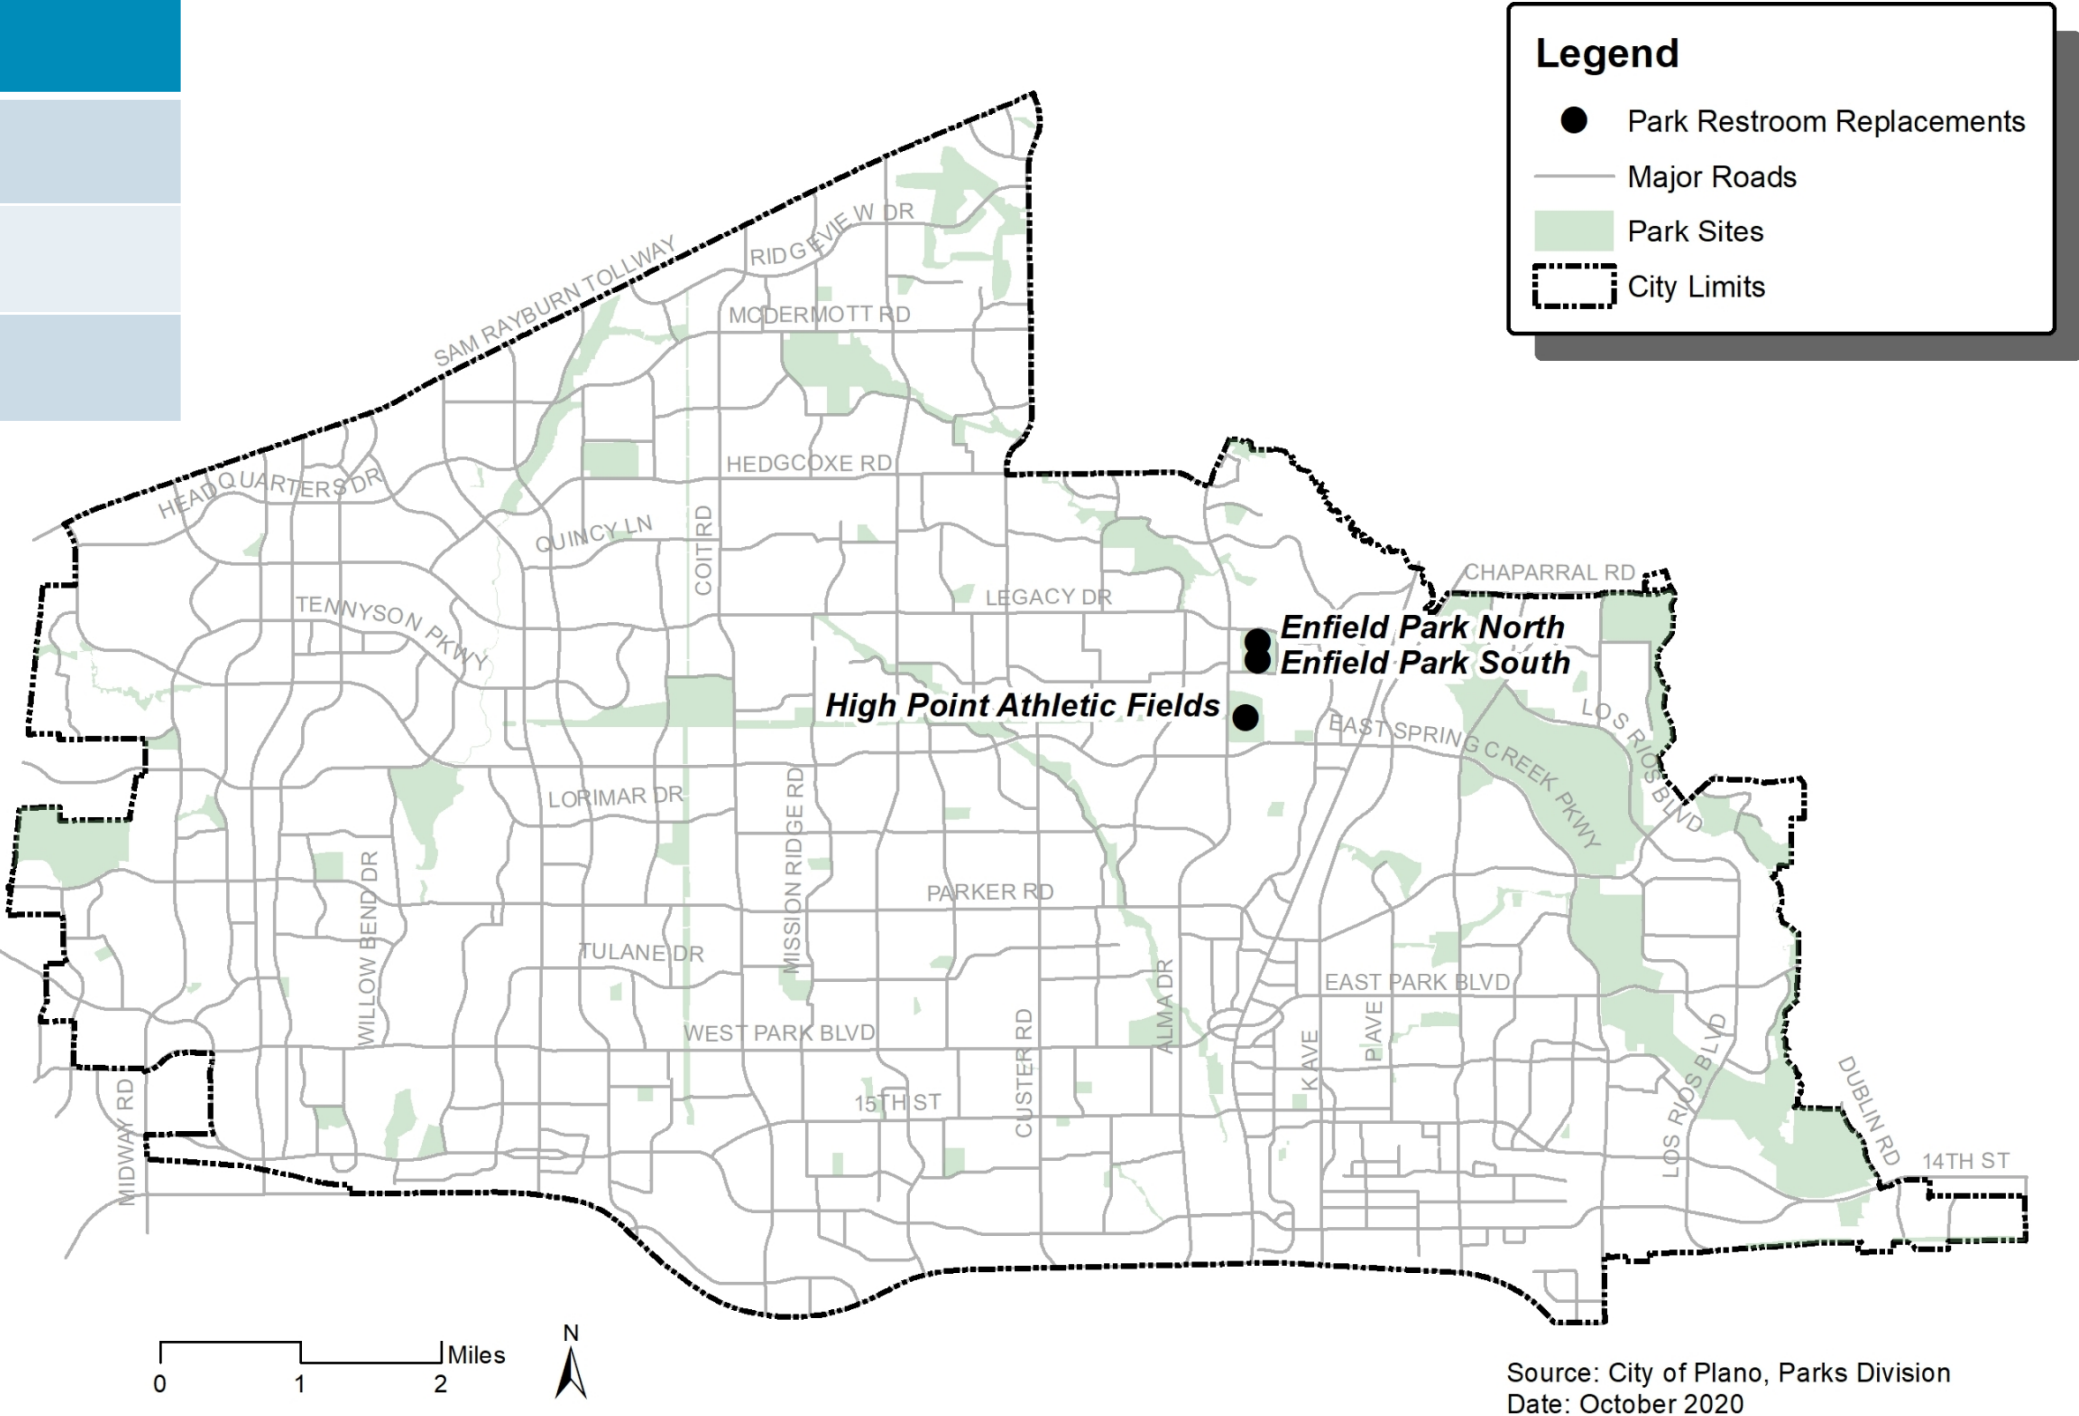 Legend
Park Restroom Replacements
Major Roads
Park Sites
City Limits
RIDGEVIEW DR
SAM RAYBURN TOLLWAY
MCDERMOTT RD
HEDGCOXE RD
HEADQUARTERS DR
QUINCY LN
COIT RD
CHAPARRAL RD
LEGACY DR
TENNYSON PKWY
Enfield Park North
Enfield Park South
High Point Athletic Fields
LOS RIOS BLVD
EAST SPRING CREEK PKWY
LORIMAR DR
MISSION RIDGE RD
WILLOW BEND DR
PARKER RD
TULANE DR
ALMA DR
EAST PARK BLVD
WEST PARK BLVD
CUSTER RD
K AVE
P AVE
LOS RIOS BLVD
DUBLIN RD
15TH ST
MIDWAY RD
14TH ST
N
Miles
0 1 2
Source: City of Plano, Parks Division
Date: October 2020